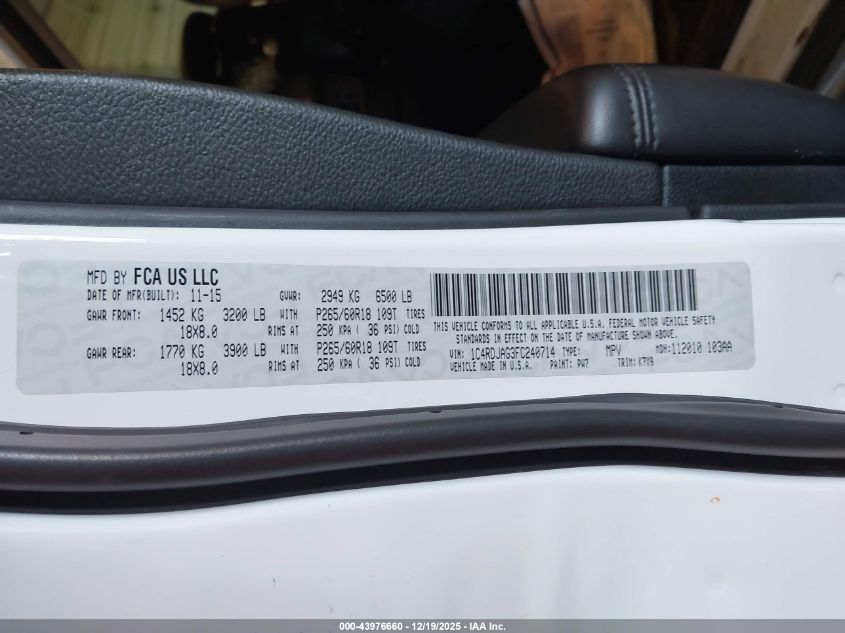 MFD BY FCA US LLC
DATE OF MFR(BUILT): 11-15 GVWR: 2949 KG 6500 LB
GAWR FRONT: 1452 KG 3200 LB WITH P265/60R18 109T TIRES
18X8.0 RIMS AT 250 KPA ( 36 PSI) COLD
GAWR REAR: 1770 KG 3900 LB WITH P265/60R18 109T TIRES
18X8.0 RIMS AT 250 KPA ( 36 PSI) COLD
THIS VEHICLE CONFORMS TO ALL APPLICABLE U.S.A. FEDERAL MOTOR VEHICLE SAFETY
STANDARDS IN EFFECT ON THE DATE OF MANUFACTURE SHOWN ABOVE.
VIN: 1C4RDJAG3FC240714 TYPE: MPV MDH:112010 103AA
VEHICLE MADE IN U.S.A. PAINT: PW7 TRIM: K7X9
000-43976660 - 12/19/2025 - IAA Inc.